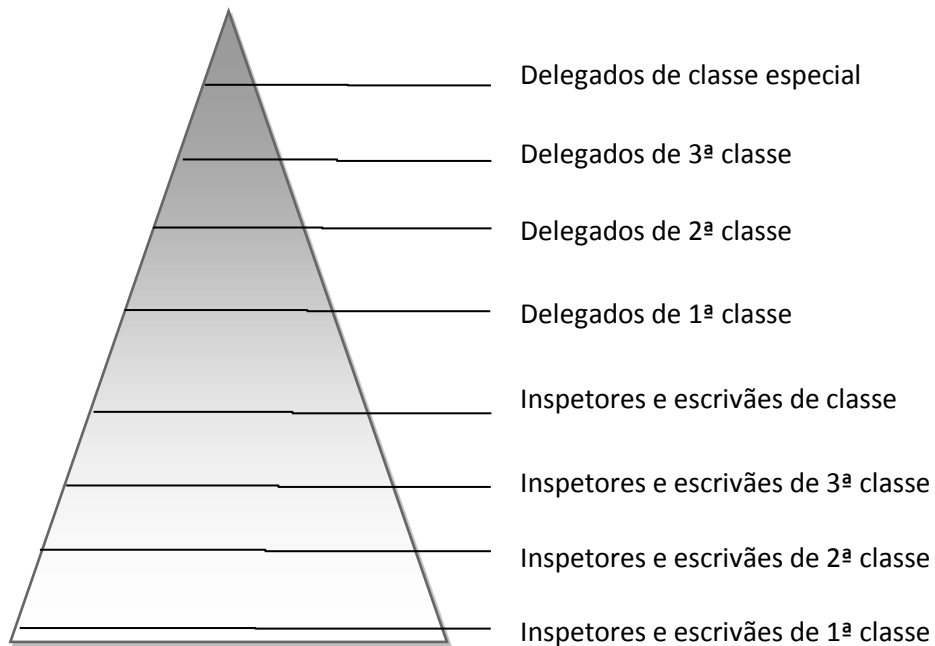 Delegados de classe especial
Delegados de 3ª classe
Delegados de 2ª classe
Delegados de 1ª classe
Inspetores e escrivães de classe
Inspetores e escrivães de 3ª classe
Inspetores e escrivães de 2ª classe
Inspetores e escrivães de 1ª classe